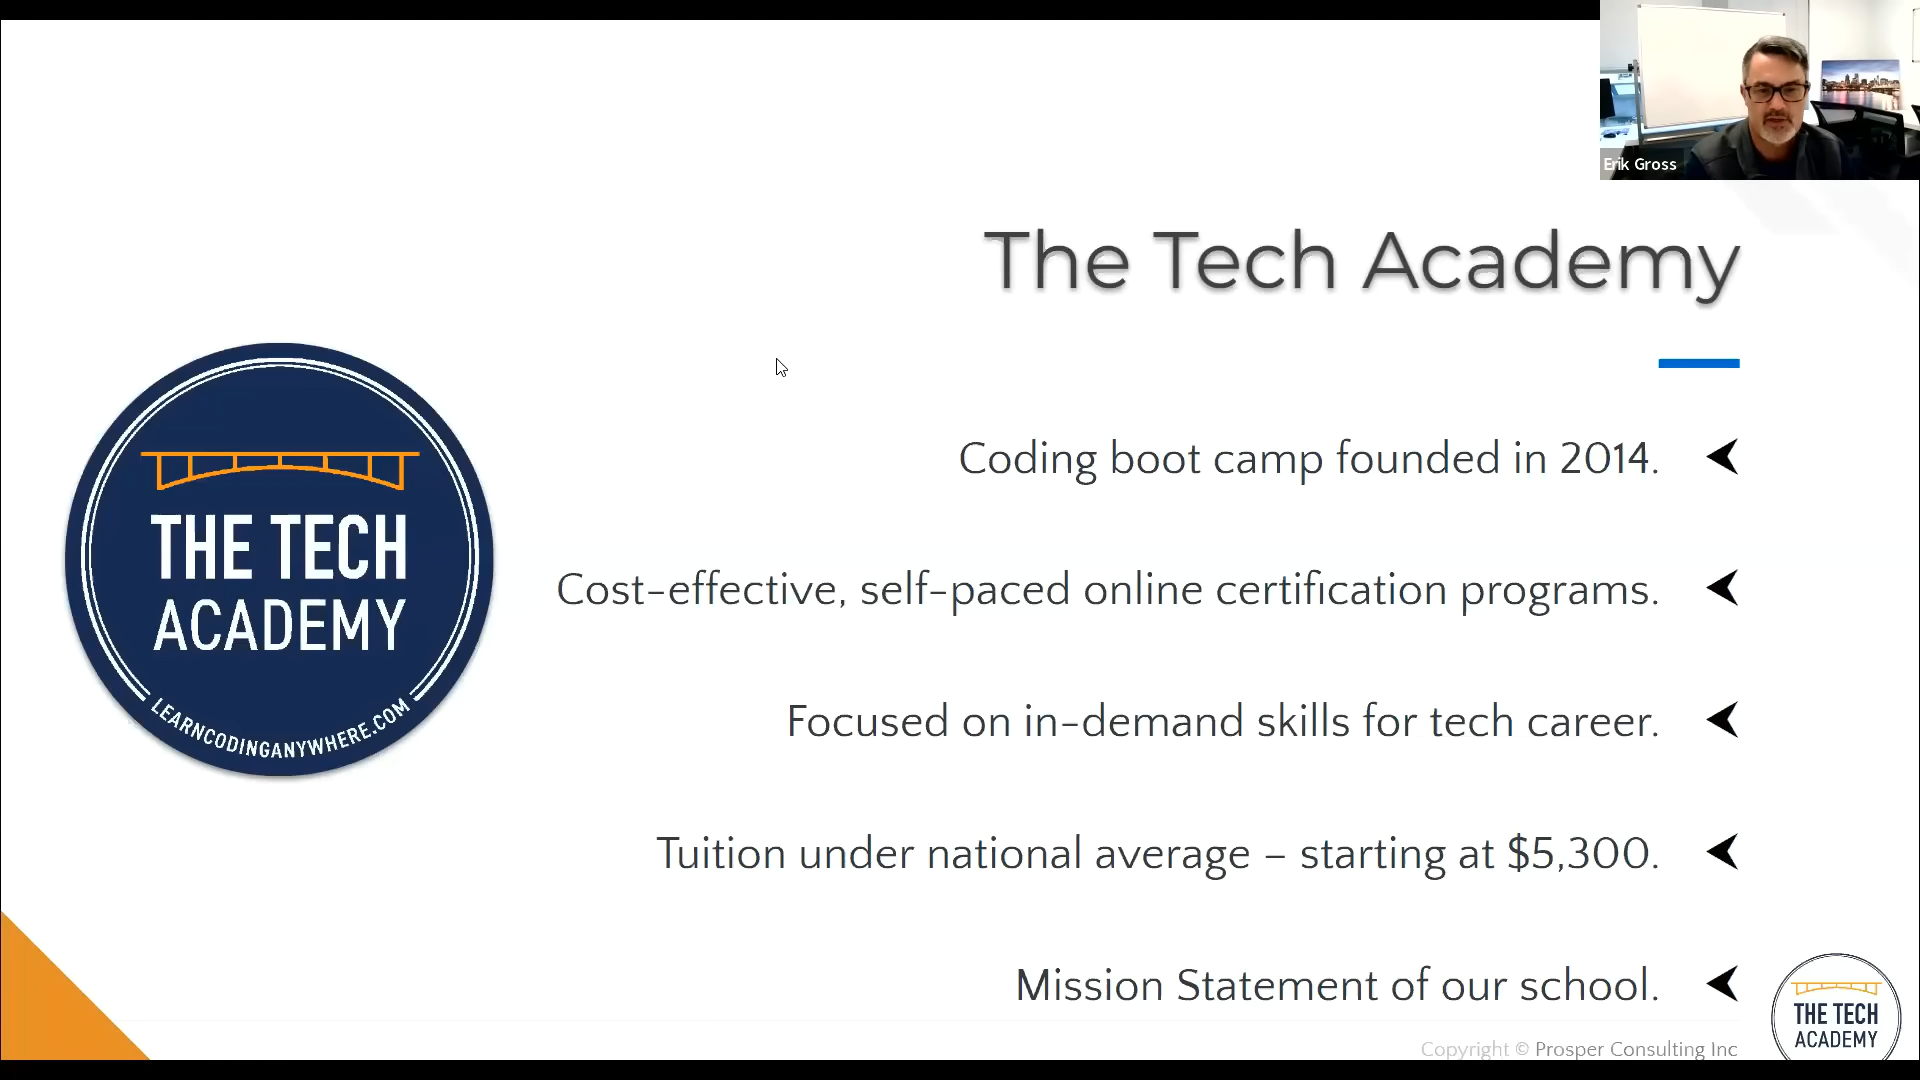 Erik Gross
The Tech Academy
THE TECH
ACADEMY
LEARNCODINGANYWHERE.COM
Coding boot camp founded in 2014.
Cost-effective, self-paced online certification programs.
Focused on in-demand skills for tech career.
Tuition under national average – starting at $5,300.
Mission Statement of our school.
THE TECH
ACADEMY
Copyright © Prosper Consulting Inc